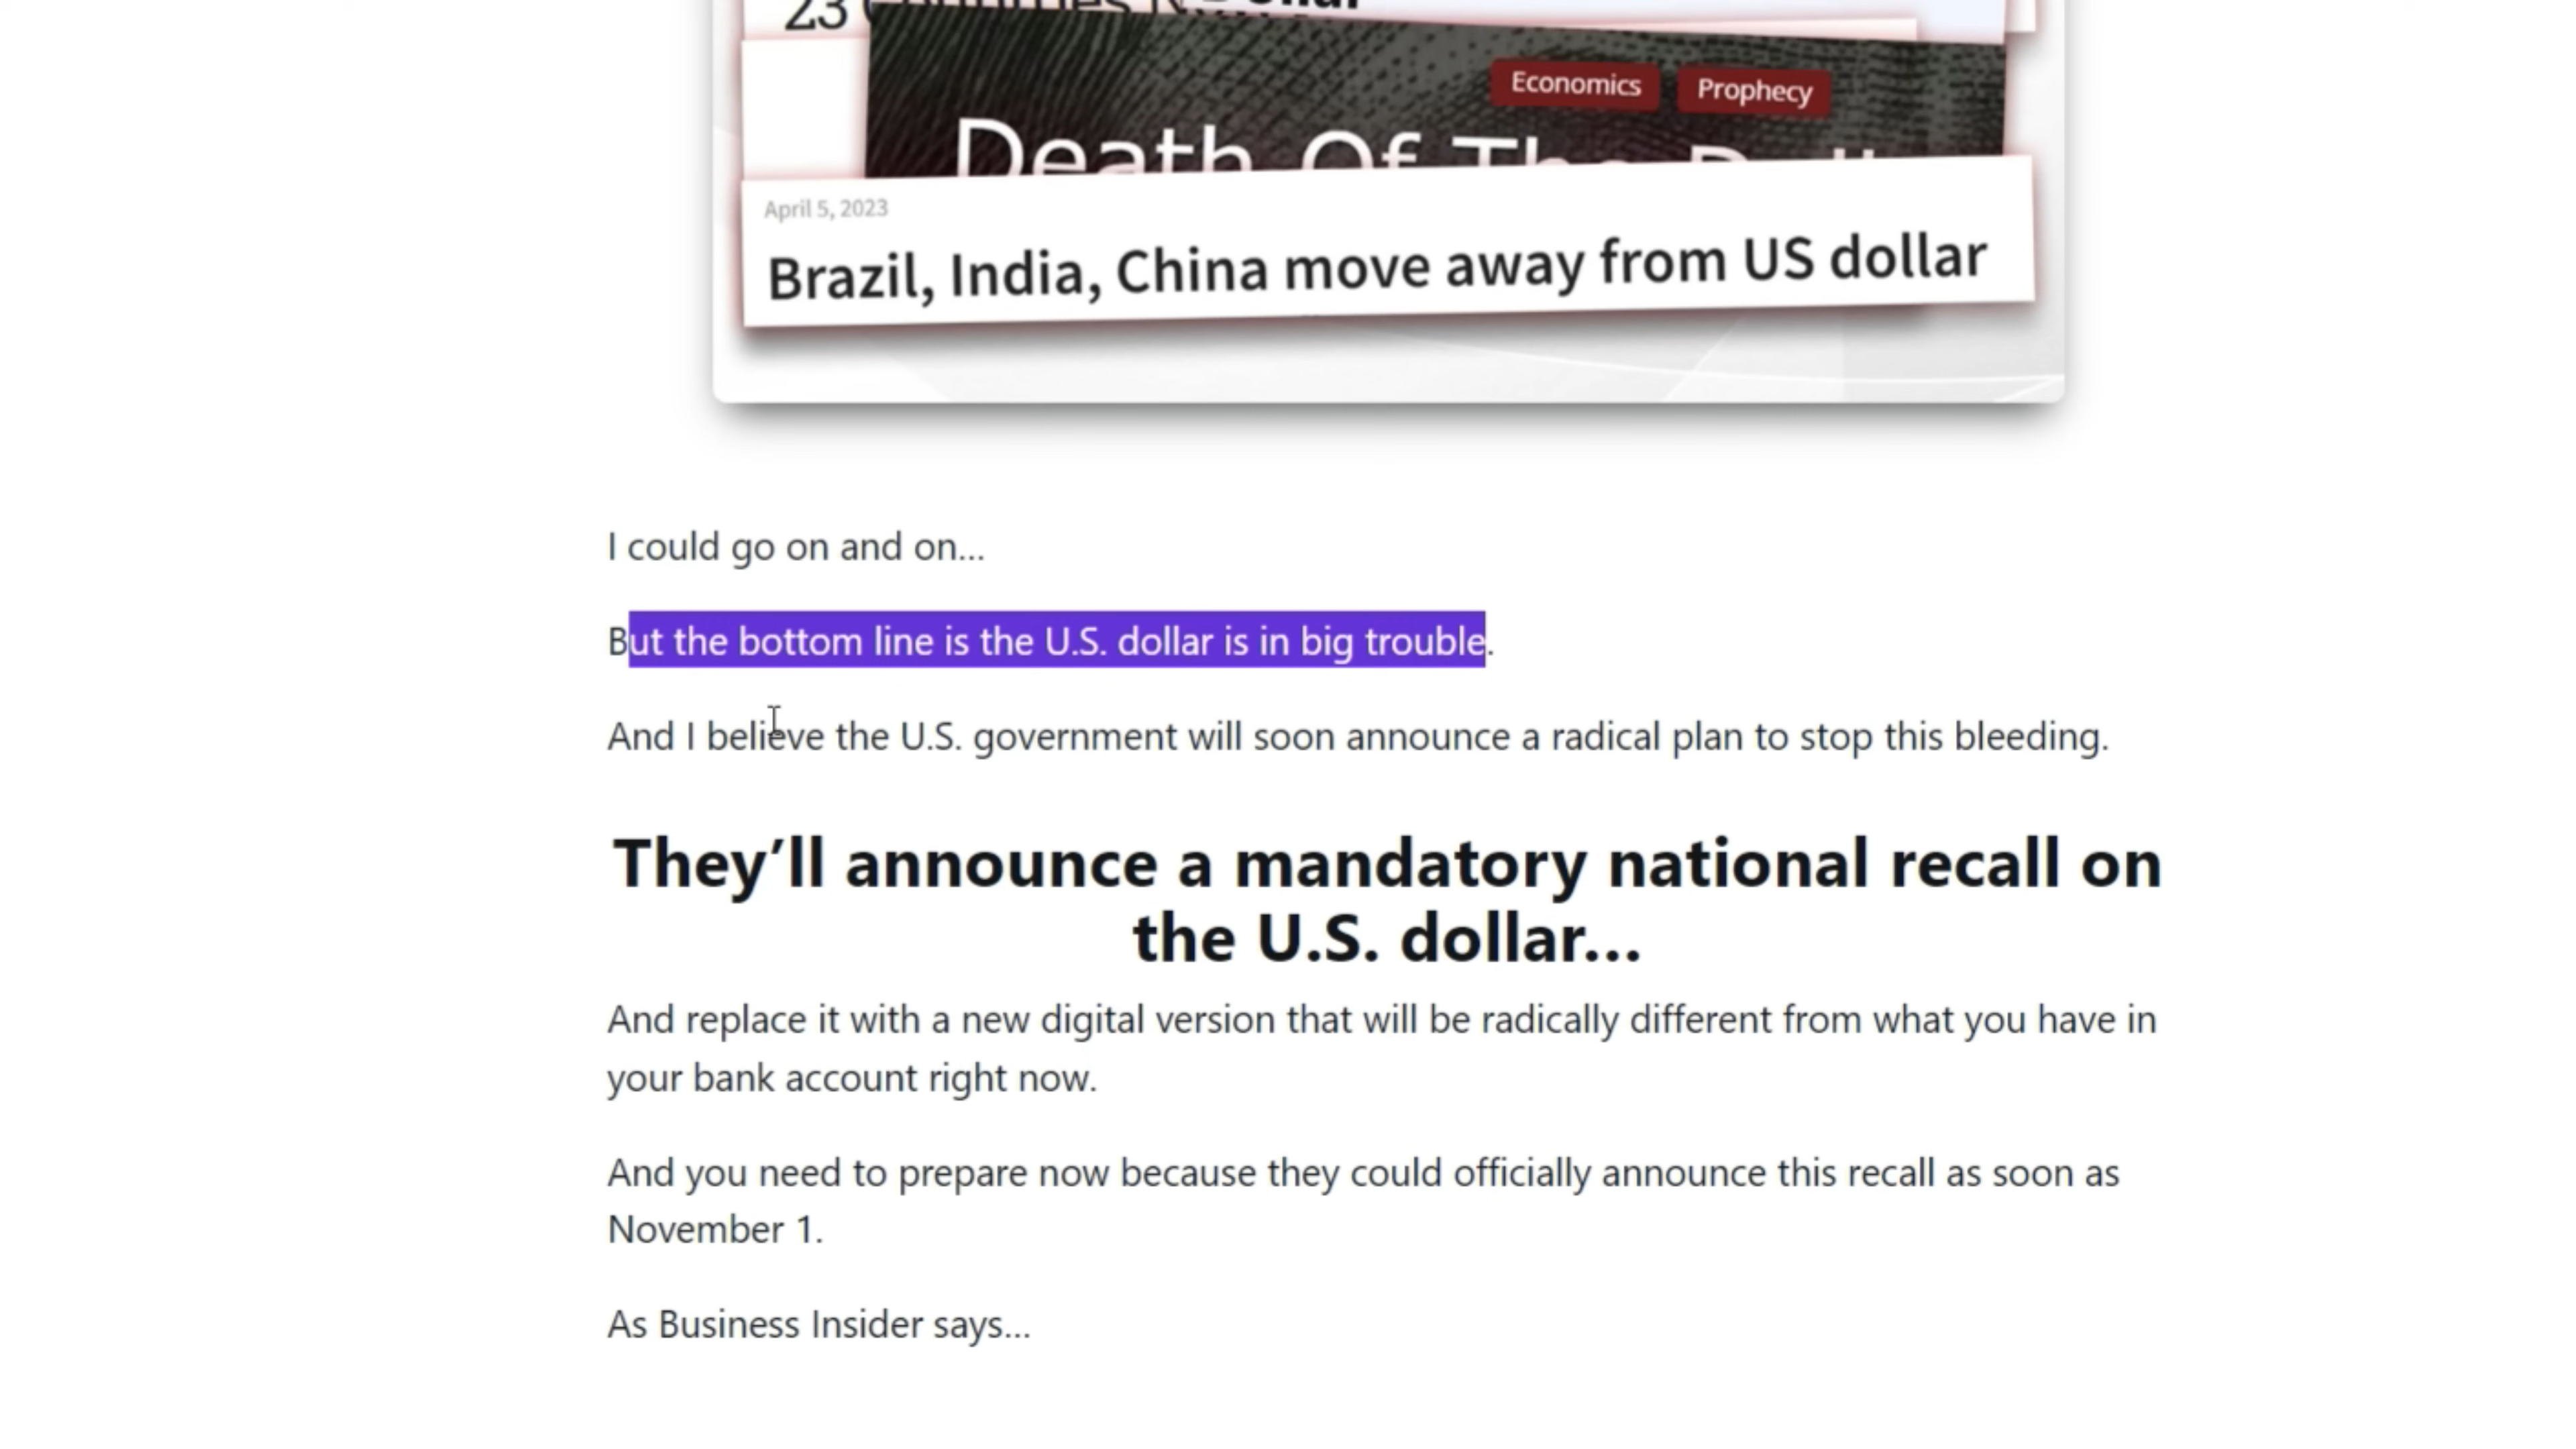 23
Economics
Prophecy
Death Of The
April 5, 2023
Brazil, India, China move away from US dollar
I could go on and on...
But the bottom line is the U.S. dollar is in big trouble.
And I believe the U.S. government will soon announce a radical plan to stop this bleeding.
They’ll announce a mandatory national recall on
the U.S. dollar...
And replace it with a new digital version that will be radically different from what you have in
your bank account right now.
And you need to prepare now because they could officially announce this recall as soon as
November 1.
As Business Insider says...